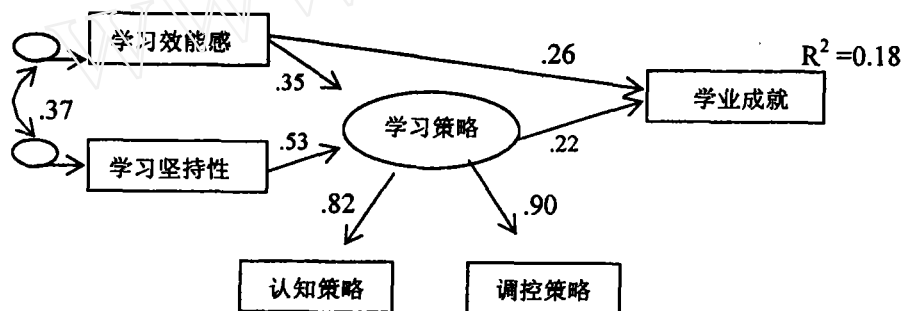 学习效能感
.26
R² =0.18
.35
学业成就
.37
学习策略
.53
.22
学习坚持性
.82
.90
认知策略
调控策略